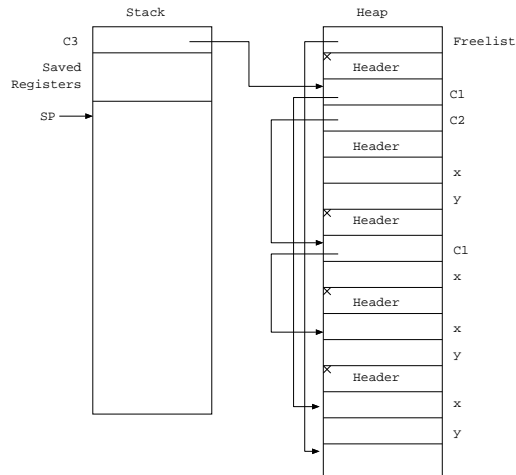 Stack
Heap
C3
Freelist
Saved
Registers
Header
C1
C2
SP
Header
x
y
Header
C1
x
Header
x
y
Header
x
y